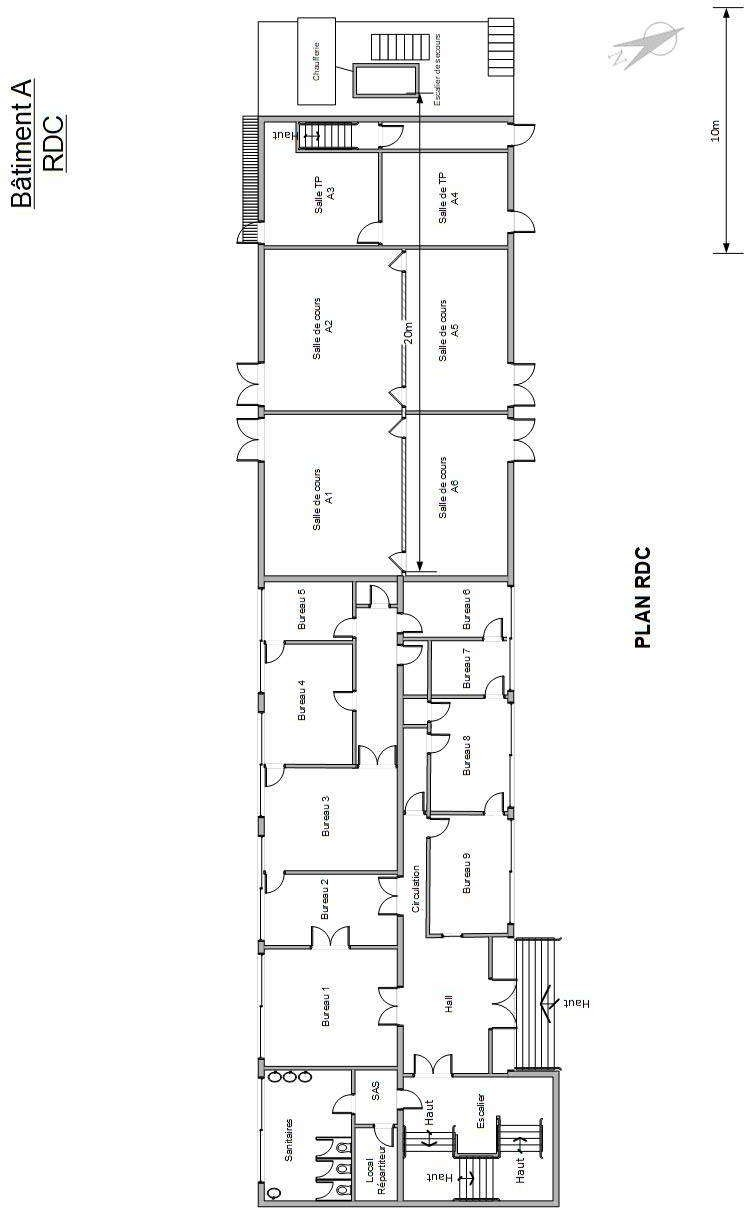 Bâtiment A
RDC
Chaufferie
Escalier de secours
N
10m
Haut
Salle TP
A3
Salle de TP
A4
Salle de cours
A2
20m
Salle de cours
A5
Salle de cours
A1
Salle de cours
A6
PLAN RDC
Bureau 5
Bureau 6
Bureau 4
Bureau 7
Bureau 8
Bureau 3
Bureau 2
Circulation
Bureau 9
Bureau 1
Hall
Haut
Sanitaires
SAS
Local
Répartiteur
Haut
Escalier
Haut
Haut